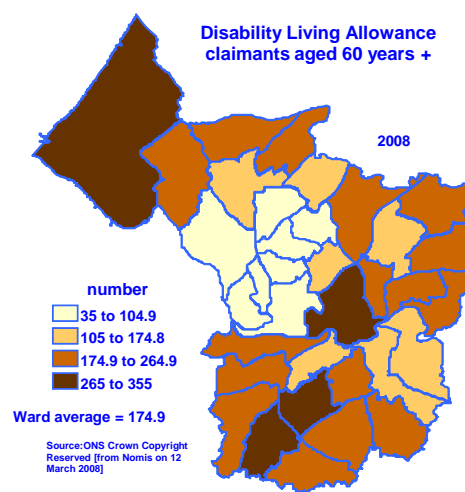 Disability Living Allowance
claimants aged 60 years +
2008
number
35 to 104.9
105 to 174.8
174.9 to 264.9
265 to 355
Ward average = 174.9
Source:ONS Crown Copyright
Reserved [from Nomis on 12
March 2008]